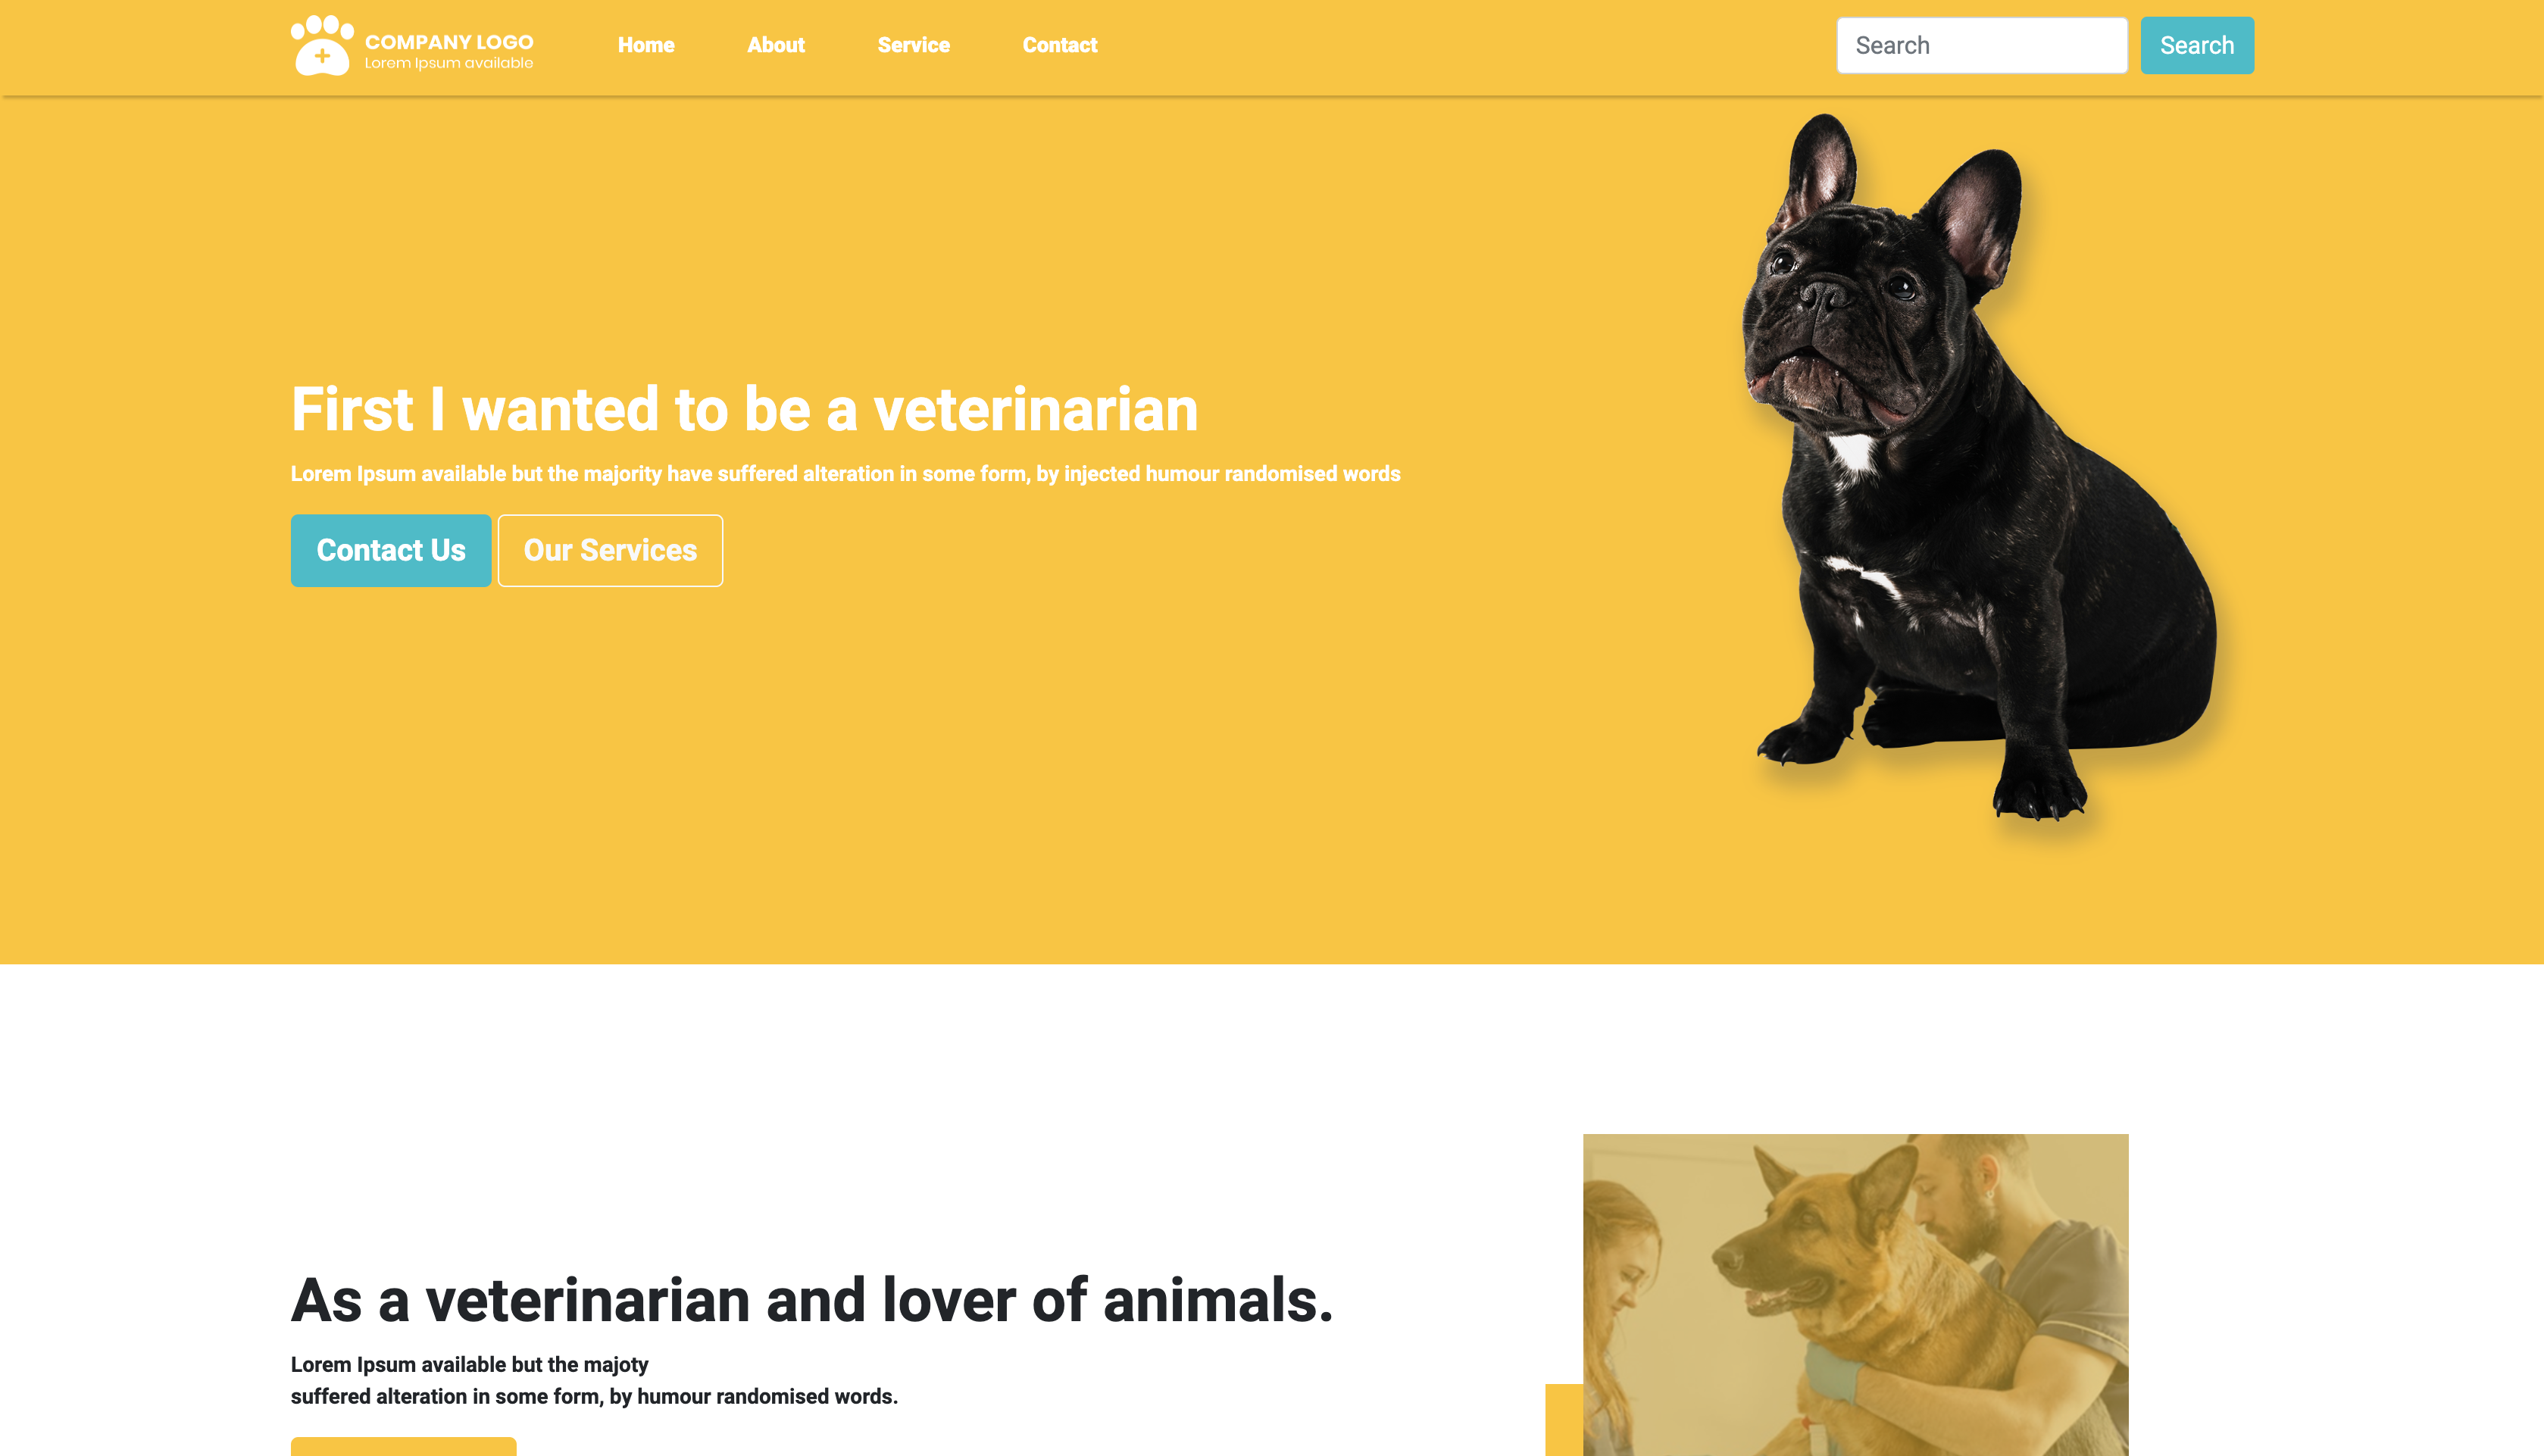 COMPANY LOGO
Lorem Ipsum available
Home
About
Service
Contact
Search
Search
First I wanted to be a veterinarian
Lorem Ipsum available but the majority have suffered alteration in some form, by injected humour randomised words
Contact Us
Our Services
As a veterinarian and lover of animals.
Lorem Ipsum available but the majoty
suffered alteration in some form, by humour randomised words.